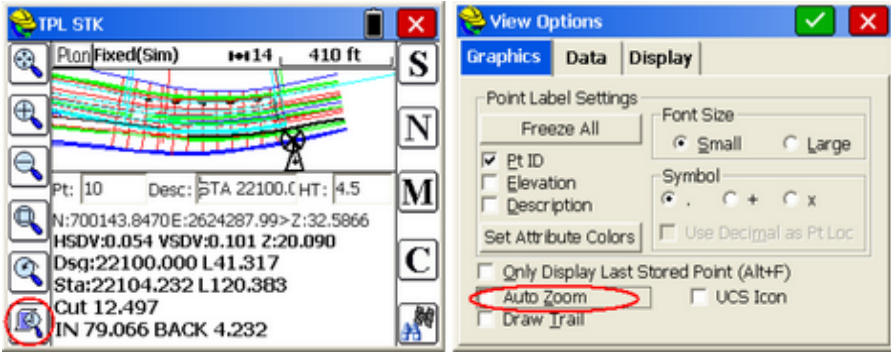 TPL STK
Plan Fixed(Sim) 14 410 ft
S
N
Pt: 10 Desc: STA 22100.( HT: 4.5
M
N:700143.8470E:2624287.99>Z:32.5866
HSDV:0.054 VSDV:0.101 Z:20.090
Dsg:22100.000 L41.317
C
Sta:22104.232 L120.383
Cut 12.497
IN 79.066 BACK 4.232
View Options
Graphics Data Display
Point Label Settings
Freeze All
Font Size
Small Large
Pt ID
Elevation
Description
Symbol
. + x
Set Attribute Colors
Use Decimal as Pt Loc
Only Display Last Stored Point (Alt+F)
Auto Zoom UCS Icon
Draw Trail